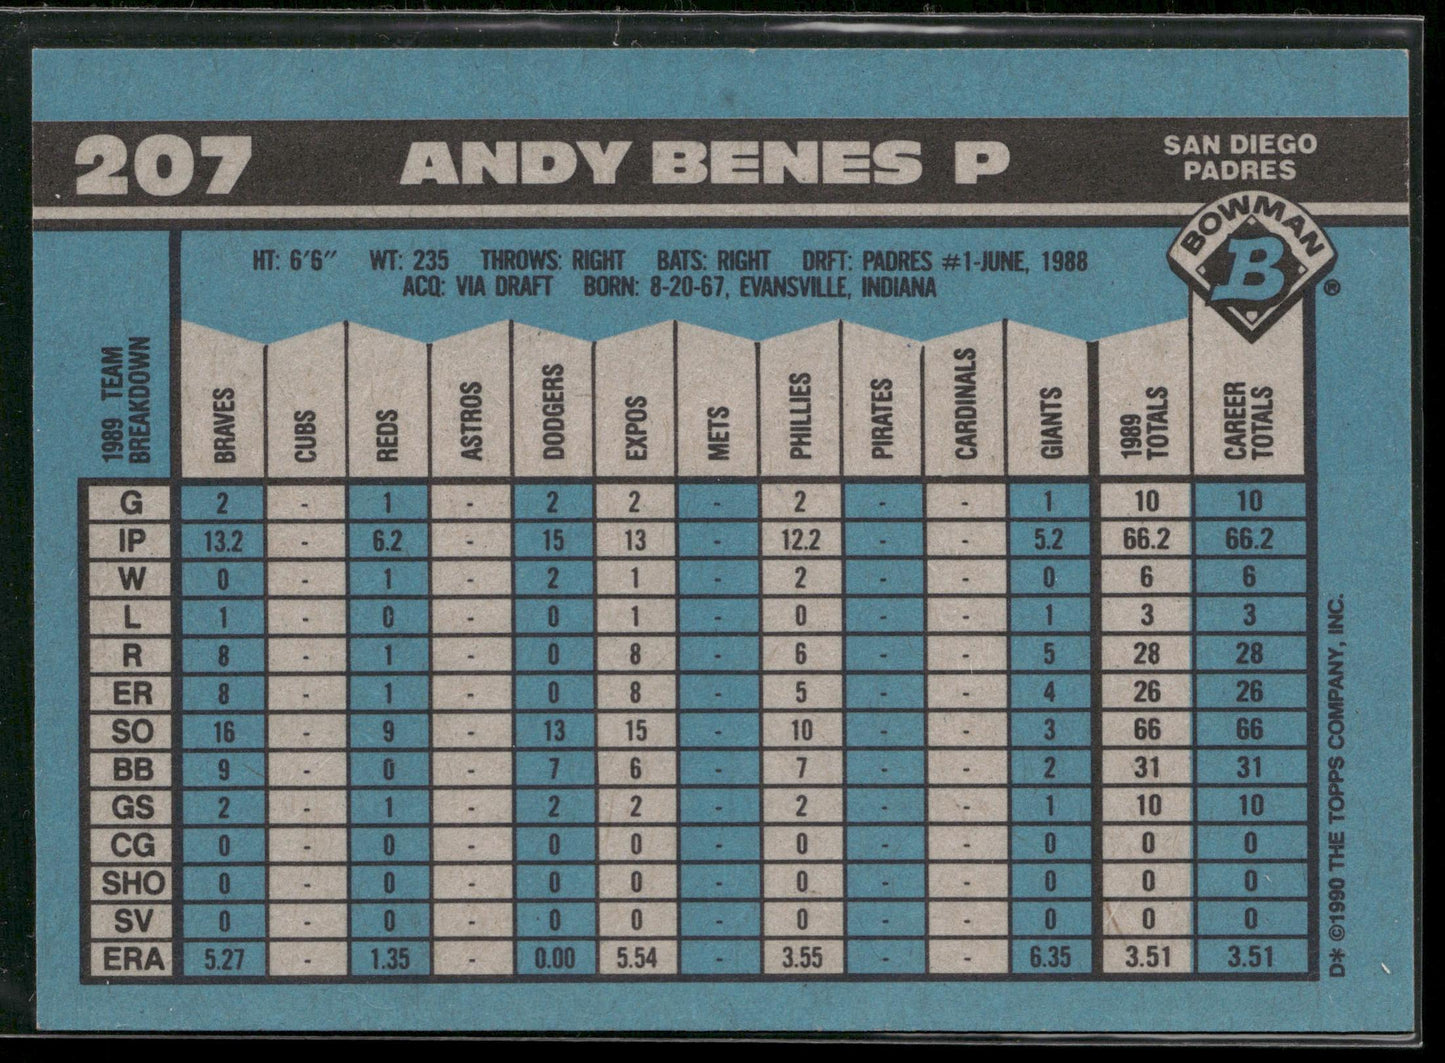 207 ANDY BENES P SAN DIEGO
PADRES
BOWMAN
B
®
HT: 6'6" WT: 235 THROWS: RIGHT BATS: RIGHT DRFT: PADRES #1-JUNE, 1988
ACQ: VIA DRAFT BORN: 8-20-67, EVANSVILLE, INDIANA
1989 TEAM BREAKDOWN BRAVES CUBS REDS ASTROS DODGERS EXPOS METS PHILLIES PIRATES CARDINALS GIANTS 1989 TOTALS CAREER TOTALS
G 2 - 1 - 2 2 - 2 - - 1 10 10
IP 13.2 - 6.2 - 15 13 - 12.2 - - 5.2 66.2 66.2
W 0 - 1 - 2 1 - 2 - - 0 6 6
L 1 - 0 - 0 1 - 0 - - 1 3 3
R 8 - 1 - 0 8 - 6 - - 5 28 28
ER 8 - 1 - 0 8 - 5 - - 4 26 26
SO 16 - 9 - 13 15 - 10 - - 3 66 66
BB 9 - 0 - 7 6 - 7 - - 2 31 31
GS 2 - 1 - 2 2 - 2 - - 1 10 10
CG 0 - 0 - 0 0 - 0 - - 0 0 0
SHO 0 - 0 - 0 0 - 0 - - 0 0 0
SV 0 - 0 - 0 0 - 0 - - 0 0 0
ERA 5.27 - 1.35 - 0.00 5.54 - 3.55 - - 6.35 3.51 3.51
D* ©1990 THE TOPPS COMPANY, INC.